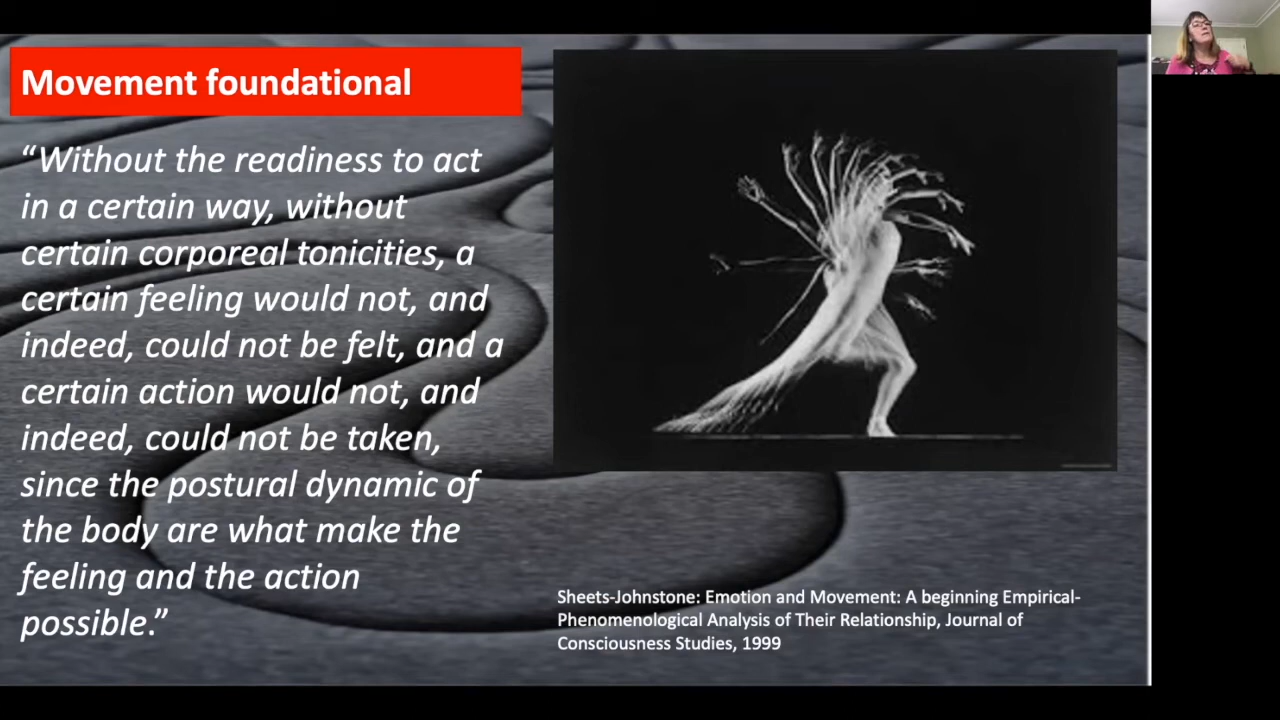 Movement foundational
“Without the readiness to act
in a certain way, without
certain corporeal tonicities, a
certain feeling would not, and
indeed, could not be felt, and a
certain action would not, and
indeed, could not be taken,
since the postural dynamic of
the body are what make the
feeling and the action
possible.”
Sheets-Johnstone: Emotion and Movement: A beginning Empirical-
Phenomenological Analysis of Their Relationship, Journal of
Consciousness Studies, 1999